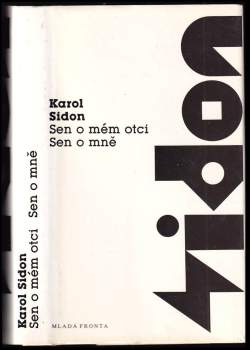 Karol
Sidon
Sen o mém otci
Sen o mně
sidon
MLADÁ FRONTA
Karol Sidon
Sen o mém otci Sen o mně